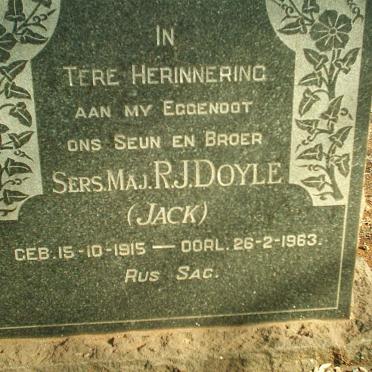 IN
TERE HERINNERING
AAN MY EGGENOOT
ONS SEUN EN BROER
SERS. MAJ. R.J. DOYLE
(JACK)
GEB. 15-10-1915 — OORL. 26-2-1963.
RUS SAG.